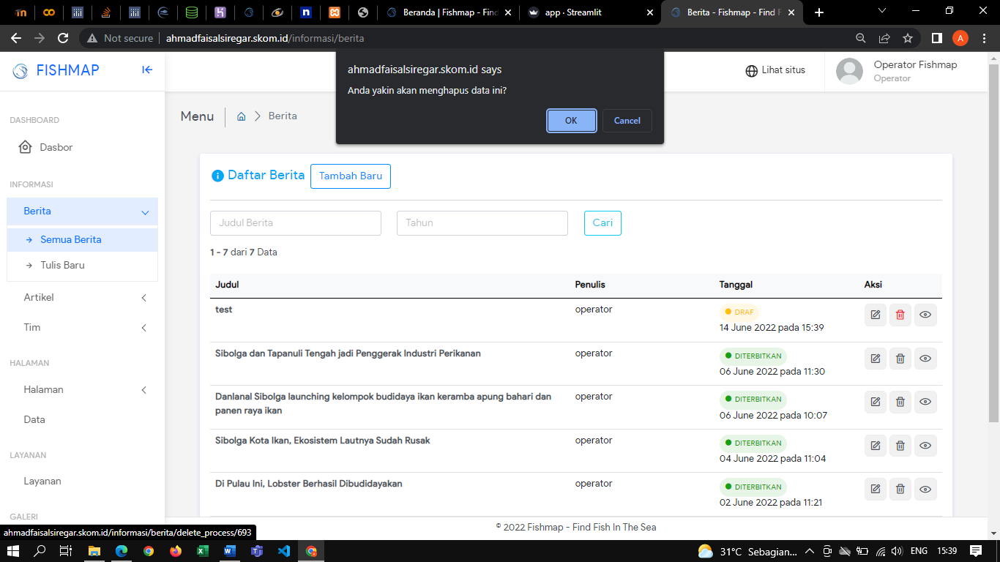 Beranda | Fishmap - Find
app · Streamlit
Berita - Fishmap - Find F
Not secure
ahmadfaisalsiregar.skom.id/informasi/berita
A
ahmadfaisalsiregar.skom.id says
Anda yakin akan menghapus data ini?
OK
Cancel
FISHMAP
Lihat situs
Operator Fishmap
Operator
DASHBOARD
Dasbor
INFORMASI
Berita
Semua Berita
Tulis Baru
Artikel
Tim
HALAMAN
Halaman
Data
LAYANAN
Layanan
GALERI
Menu
Berita
Daftar Berita
Tambah Baru
Judul Berita
Tahun
Cari
1 - 7 dari 7 Data
Judul Penulis Tanggal Aksi
test operator DRAF
14 June 2022 pada 15:39
Sibolga dan Tapanuli Tengah jadi Penggerak Industri Perikanan operator DITERBITKAN
06 June 2022 pada 11:30
Danlanal Sibolga launching kelompok budidaya ikan keramba apung bahari dan operator DITERBITKAN
panen raya ikan 06 June 2022 pada 10:07
Sibolga Kota Ikan, Ekosistem Lautnya Sudah Rusak operator DITERBITKAN
04 June 2022 pada 11:04
Di Pulau Ini, Lobster Berhasil Dibudidayakan operator DITERBITKAN
02 June 2022 pada 11:21
© 2022 Fishmap - Find Fish In The Sea
ahmadfaisalsiregar.skom.id/informasi/berita/delete_process/693
31°C Sebagian...
ENG
15:39